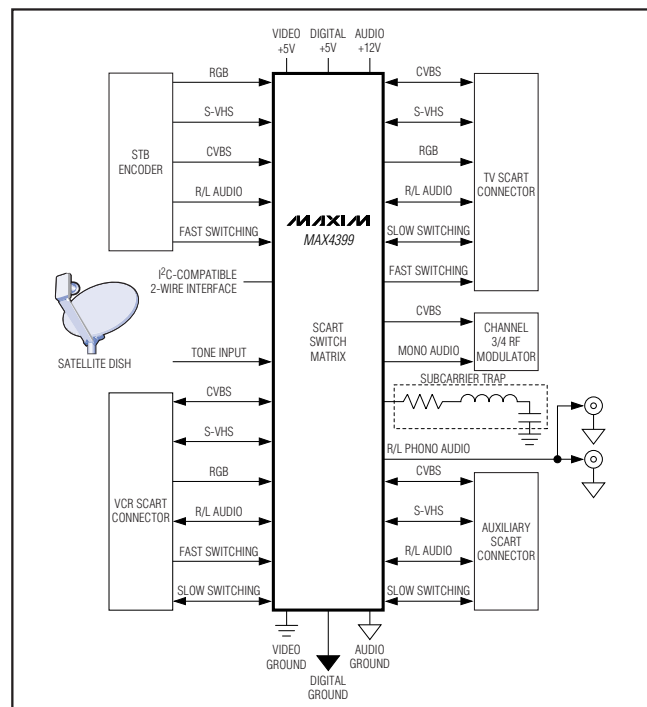 VIDEO +5V
DIGITAL +5V
AUDIO +12V
STB ENCODER
RGB
S-VHS
CVBS
R/L AUDIO
FAST SWITCHING
I²C-COMPATIBLE
2-WIRE INTERFACE
SATELLITE DISH
TONE INPUT
VCR SCART CONNECTOR
CVBS
S-VHS
RGB
R/L AUDIO
FAST SWITCHING
SLOW SWITCHING
MAXIM
MAX4399
SCART
SWITCH
MATRIX
CVBS
S-VHS
RGB
R/L AUDIO
SLOW SWITCHING
FAST SWITCHING
TV SCART CONNECTOR
CVBS
MONO AUDIO
CHANNEL 3/4 RF MODULATOR
SUBCARRIER TRAP
R/L PHONO AUDIO
CVBS
S-VHS
R/L AUDIO
SLOW SWITCHING
AUXILIARY SCART CONNECTOR
VIDEO GROUND
DIGITAL GROUND
AUDIO GROUND